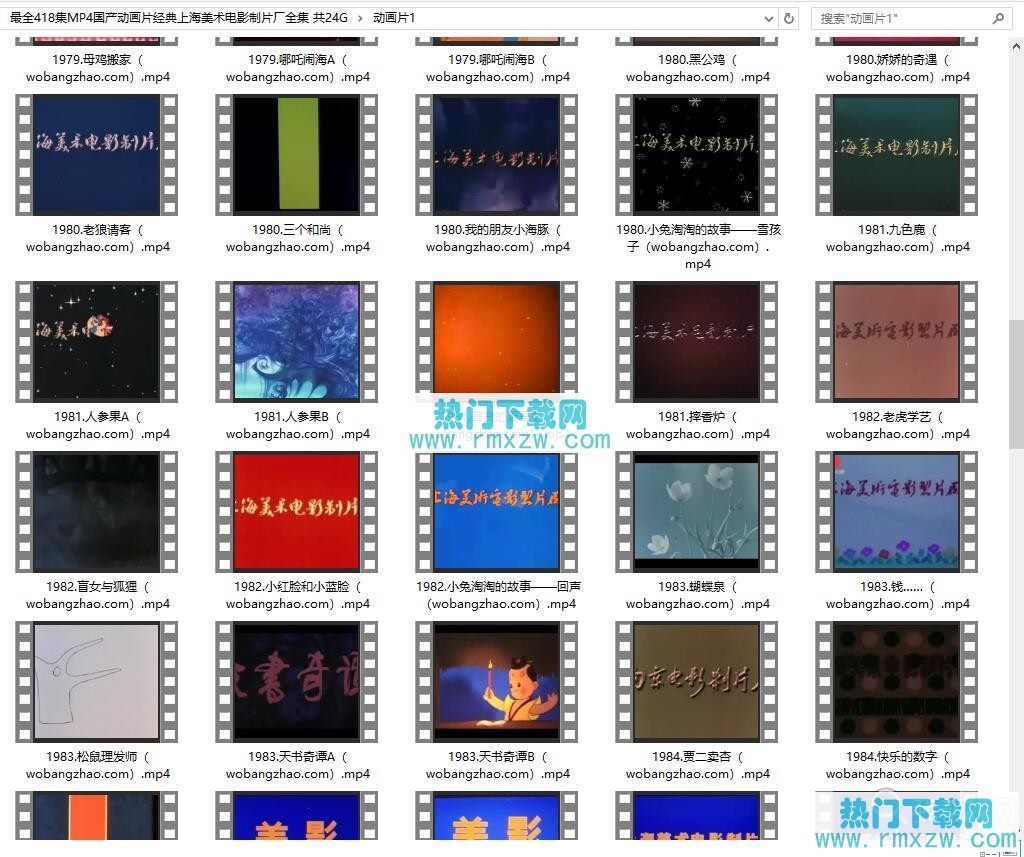 最全418集MP4国产动画片经典上海美术电影制片厂全集 共24G › 动画片1
搜索"动画片1"
1979.母鸡搬家（
wobangzhao.com）.mp4
1979.哪吒闹海A（
wobangzhao.com）.mp4
1979.哪吒闹海B（
wobangzhao.com）.mp4
1980.黑公鸡（
wobangzhao.com）.mp4
1980.娇娇的奇遇（
wobangzhao.com）.mp4
海美术电影制片
上海美术电影制片
上海美术电影制片
上海美术电影制片
1980.老狼请客（
wobangzhao.com）.mp4
1980.三个和尚（
wobangzhao.com）.mp4
1980.我的朋友小海豚（
wobangzhao.com）.mp4
1980.小兔淘淘的故事——雪孩
子（wobangzhao.com）.
mp4
1981.九色鹿（
wobangzhao.com）.mp4
海美术
上海美术电影制片
海美術電影製片廠
1981.人参果A（
wobangzhao.com）.mp4
1981.人参果B（
wobangzhao.com）.mp4
热门下载网
www.rmxzw.com
1981.摔香炉（
wobangzhao.com）.mp4
1982.老虎学艺（
wobangzhao.com）.mp4
上海美术电影制片
上海美術電影製片廠
上海美術電影製片廠
1982.盲女与狐狸（
wobangzhao.com）.mp4
1982.小红脸和小蓝脸（
wobangzhao.com）.mp4
1982.小兔淘淘的故事——回声
（wobangzhao.com）.mp4
1983.蝴蝶泉（
wobangzhao.com）.mp4
1983.钱......（
wobangzhao.com）.mp4
天書奇譚
南京电影制片
1983.松鼠理发师（
wobangzhao.com）.mp4
1983.天书奇谭A（
wobangzhao.com）.mp4
1983.天书奇谭B（
wobangzhao.com）.mp4
1984.贾二卖杏（
wobangzhao.com）.mp4
1984.快乐的数字（
wobangzhao.com）.mp4
美影
美影
海美术电影制片
热门下载网
www.rmxzw.com